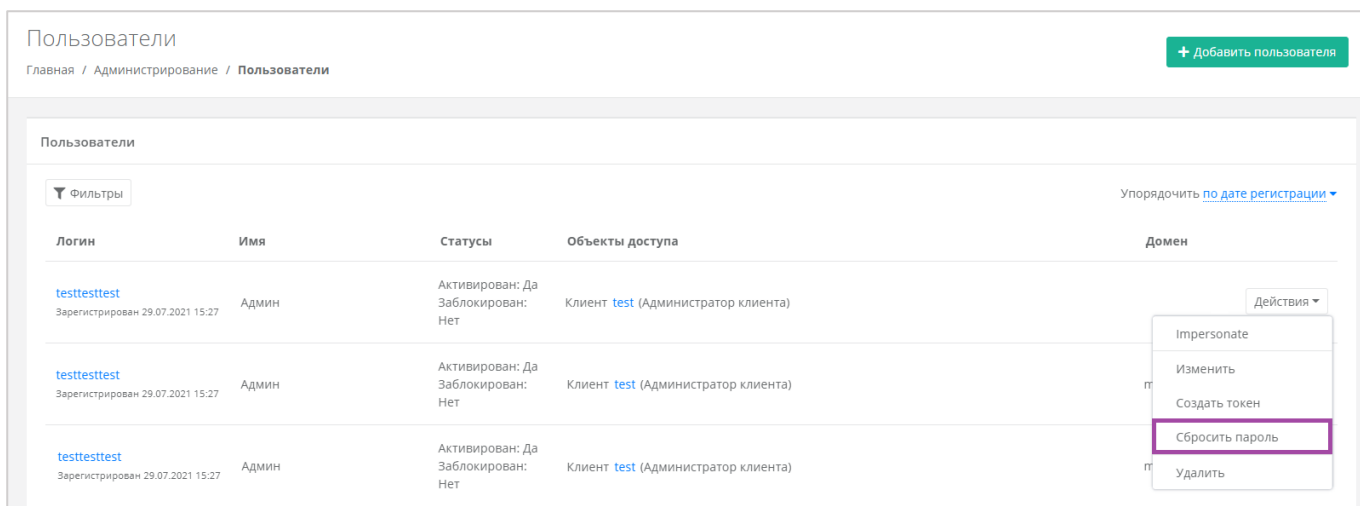 Пользователи
+ Добавить пользователя
Главная / Администрирование / Пользователи
Пользователи
Фильтры
Упорядочить по дате регистрации
Логин Имя Статусы Объекты доступа Домен
testtesttest
Зарегистрирован 29.07.2021 15:27
Админ
Активирован: Да
Заблокирован:
Нет
Клиент test (Администратор клиента)
Действия
Impersonate
Изменить
Создать токен
Сбросить пароль
Удалить
testtesttest
Зарегистрирован 29.07.2021 15:27
Админ
Активирован: Да
Заблокирован:
Нет
Клиент test (Администратор клиента)
testtesttest
Зарегистрирован 29.07.2021 15:27
Админ
Активирован: Да
Заблокирован:
Нет
Клиент test (Администратор клиента)